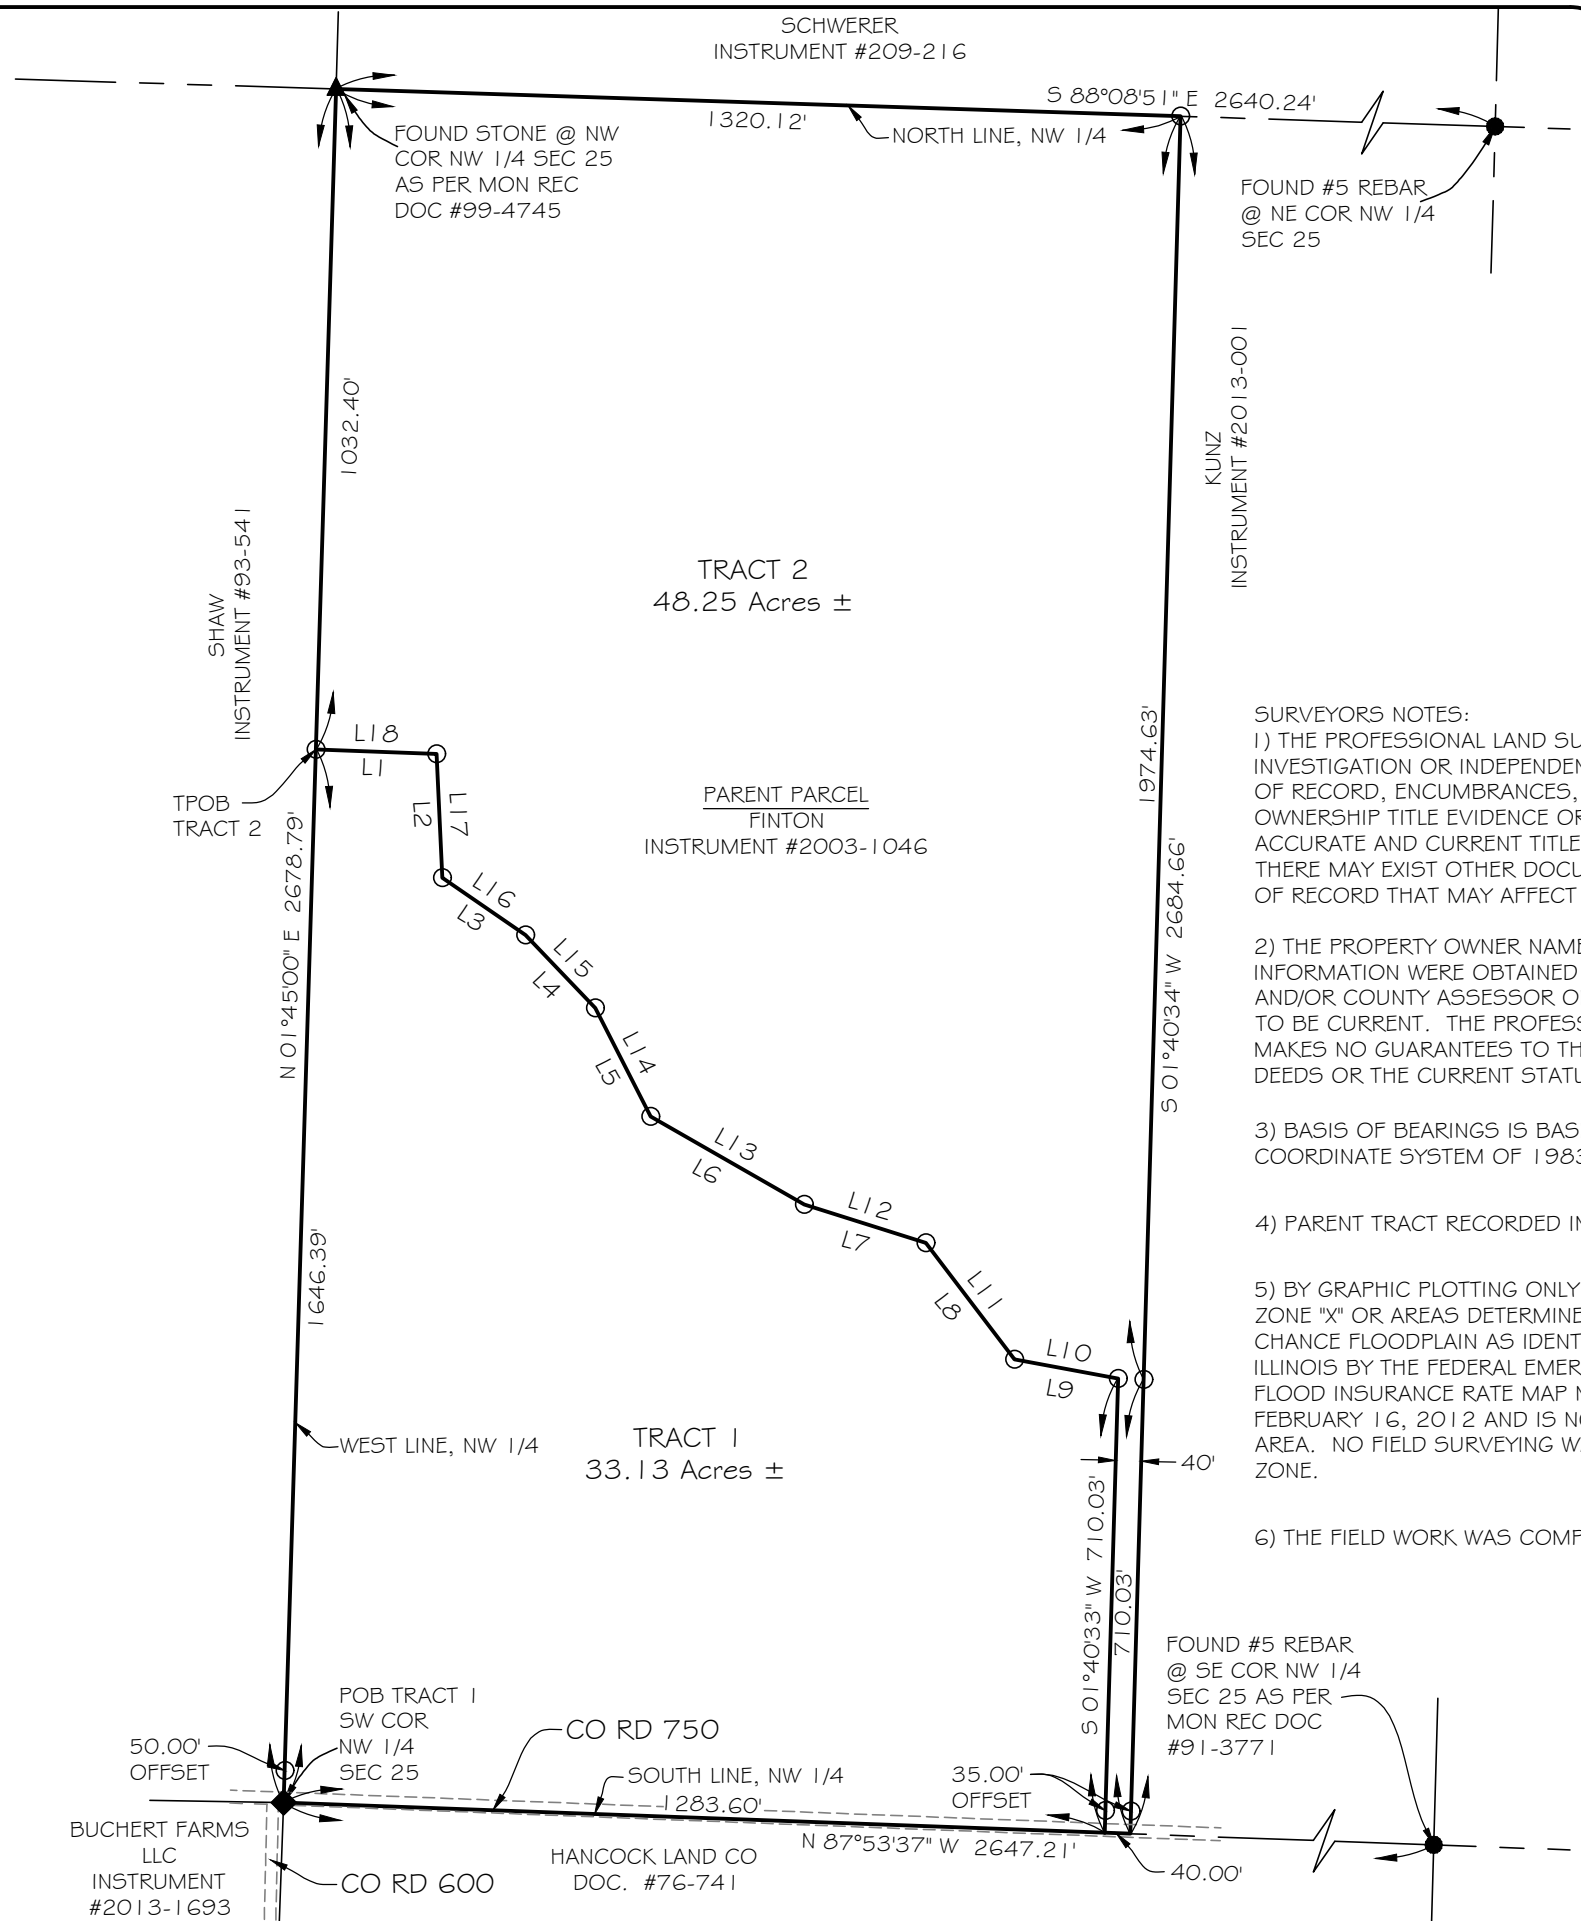 SCHWERER
INSTRUMENT #209-216
S 88°08'51" E 2640.24'
1320.12'
NORTH LINE, NW 1/4
FOUND STONE @ NW
COR NW 1/4 SEC 25
AS PER MON REC
DOC #99-4745
FOUND #5 REBAR
@ NE COR NW 1/4
SEC 25
1032.40'
KUNZ
INSTRUMENT #2013-001
SHAW
INSTRUMENT #93-541
TRACT 2
48.25 Acres ±
L18
L1
TPOB
TRACT 2
L17
L2
PARENT PARCEL
FINTON
INSTRUMENT #2003-1046
1974.63'
N 01°45'00" E 2678.79'
S 01°40'34" W 2684.66'
L16
L3
L15
L4
L14
L5
L13
L6
L12
L7
L11
L8
L10
L9
1646.39'
WEST LINE, NW 1/4
TRACT 1
33.13 Acres ±
40'
S 01°40'33" W 710.03'
710.03'
SURVEYORS NOTES:
1) THE PROFESSIONAL LAND SU
INVESTIGATION OR INDEPENDEN
OF RECORD, ENCUMBRANCES,
OWNERSHIP TITLE EVIDENCE OR
ACCURATE AND CURRENT TITLE
THERE MAY EXIST OTHER DOCU
OF RECORD THAT MAY AFFECT
2) THE PROPERTY OWNER NAME
INFORMATION WERE OBTAINED
AND/OR COUNTY ASSESSOR O
TO BE CURRENT. THE PROFESS
MAKES NO GUARANTEES TO TH
DEEDS OR THE CURRENT STATU
3) BASIS OF BEARINGS IS BAS
COORDINATE SYSTEM OF 1983
4) PARENT TRACT RECORDED IN
5) BY GRAPHIC PLOTTING ONLY
ZONE "X" OR AREAS DETERMINE
CHANCE FLOODPLAIN AS IDENT
ILLINOIS BY THE FEDERAL EMER
FLOOD INSURANCE RATE MAP N
FEBRUARY 16, 2012 AND IS NO
AREA. NO FIELD SURVEYING WA
ZONE.
6) THE FIELD WORK WAS COMP
FOUND #5 REBAR
@ SE COR NW 1/4
SEC 25 AS PER
MON REC DOC
#91-3771
POB TRACT 1
SW COR
NW 1/4
SEC 25
50.00'
OFFSET
CO RD 750
SOUTH LINE, NW 1/4
1283.60'
35.00'
OFFSET
N 87°53'37" W 2647.21'
40.00'
BUCHERT FARMS
LLC
INSTRUMENT
#2013-1693
CO RD 600
HANCOCK LAND CO
DOC. #76-741